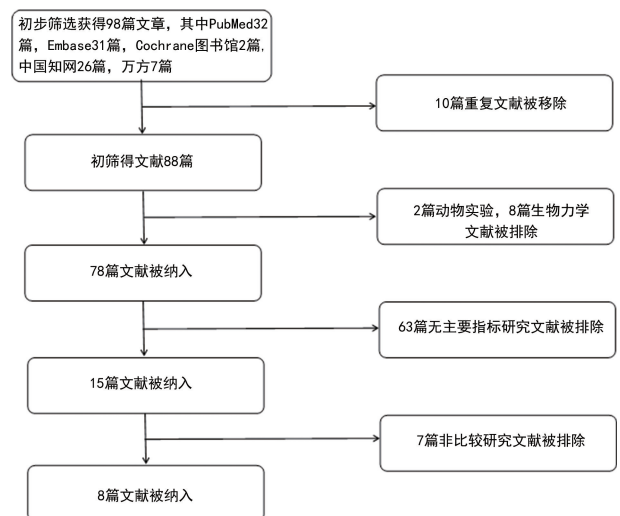 初步筛选获得98篇文章，其中PubMed32
篇，Embase31篇，Cochrane图书馆2篇，
中国知网26篇，万方7篇
10篇重复文献被移除
初筛得文献88篇
2篇动物实验，8篇生物力学
文献被排除
78篇文献被纳入
63篇无主要指标研究文献被排除
15篇文献被纳入
7篇非比较研究文献被排除
8篇文献被纳入